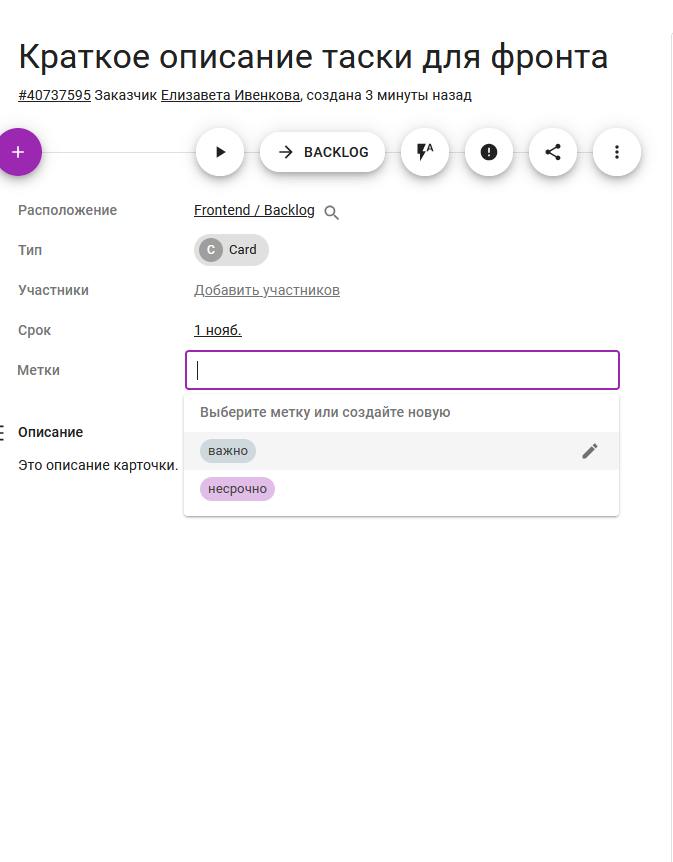 Краткое описание таски для фронта
#40737595 Заказчик Елизавета Ивенкова, создана 3 минуты назад
BACKLOG
Расположение Frontend / Backlog
Тип C Card
Участники Добавить участников
Срок 1 нояб.
Метки
Выберите метку или создайте новую
важно
несрочно
Описание
Это описание карточки.